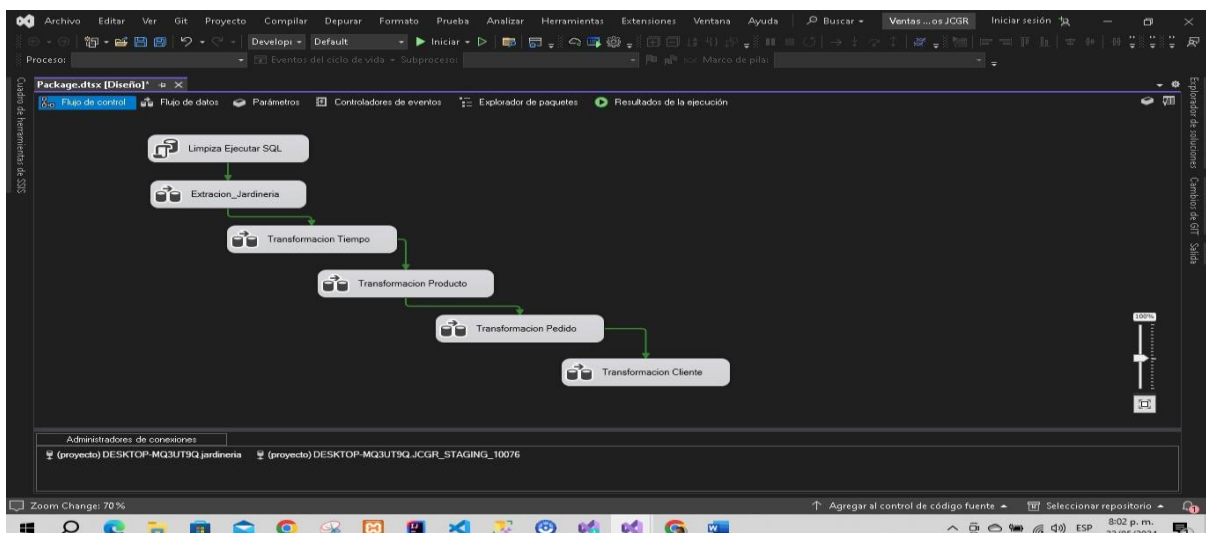 Archivo Editar Ver Git Proyecto Compilar Depurar Formato Prueba Analizar Herramientas Extensiones Ventana Ayuda Buscar Ventas ...os JCGR Iniciar sesión
Developi Default Iniciar
Proceso: Eventos del ciclo de vida Subproceso: Marco de pila:
Package.dtsx [Diseño]*
Flujo de control Flujo de datos Parámetros Controladores de eventos Explorador de paquetes Resultados de la ejecución
Cuadro de herramientas de SSIS
Limpiza Ejecutar SQL
Extracion_Jardineria
Transformacion Tiempo
Transformacion Producto
Transformacion Pedido
Transformacion Cliente
100%
Explorador de soluciones
Cambios de GIT
Salida
Administradores de conexiones
(proyecto) DESKTOP-MQ3UT9Q.jardineria (proyecto) DESKTOP-MQ3UT9Q.JCGR_STAGING_10076
Zoom Change: 70% Agregar al control de código fuente Seleccionar repositorio
ESP 8:02 p. m.